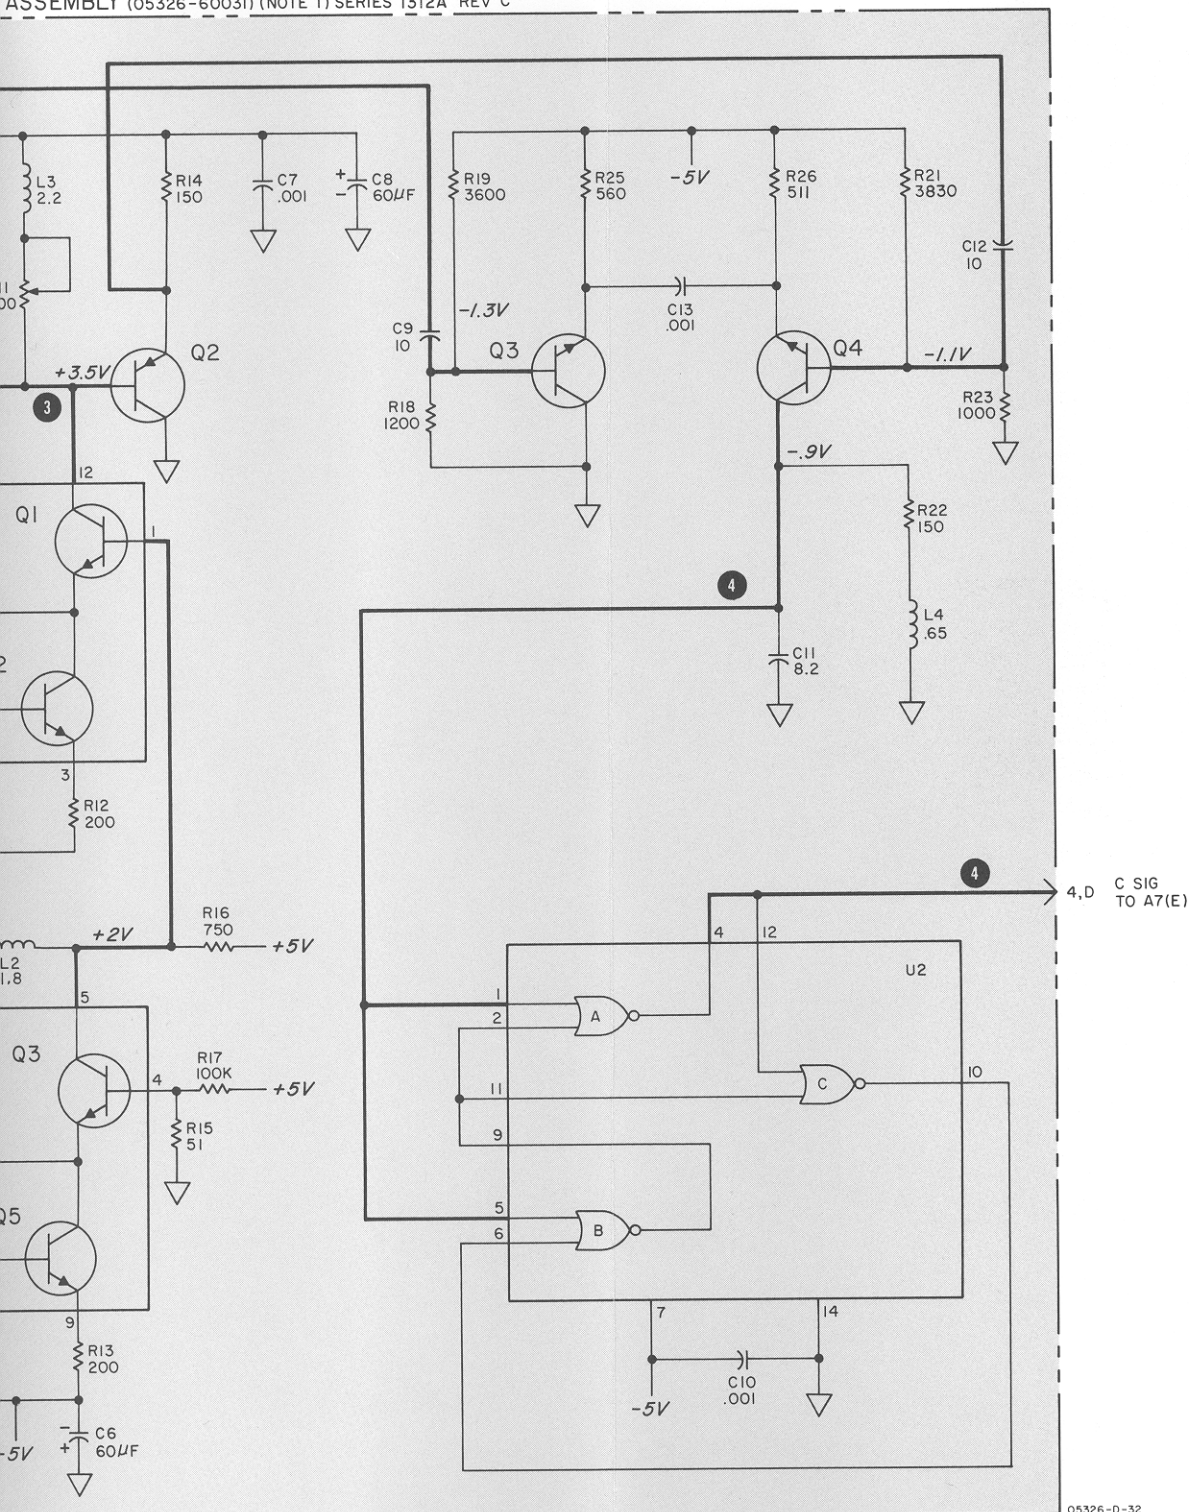 ASSEMBLY (05326-60031) (NOTE 1) SERIES 1312A REV C
L3
2.2
R14
150
C7
.001
+
−
C8
60µF
R19
3600
R25
560
-5V
R26
511
R21
3830
C12
10
-1.3V
C13
.001
C9
10
Q2
Q3
Q4
-1.1V
+3.5V
3
R18
1200
R23
1000
-.9V
12
Q1
1
R22
150
4
L4
.65
C11
8.2
3
R12
200
4
4,D
C SIG
TO A7(E)
R16
750
+2V
+5V
L2
1.8
4
12
U2
5
1
A
2
Q3
R17
100K
+5V
4
11
C
10
R15
51
9
Q5
5
B
6
9
7
14
R13
200
C10
.001
-5V
-5V
−
+
C6
60µF
05326-D-32